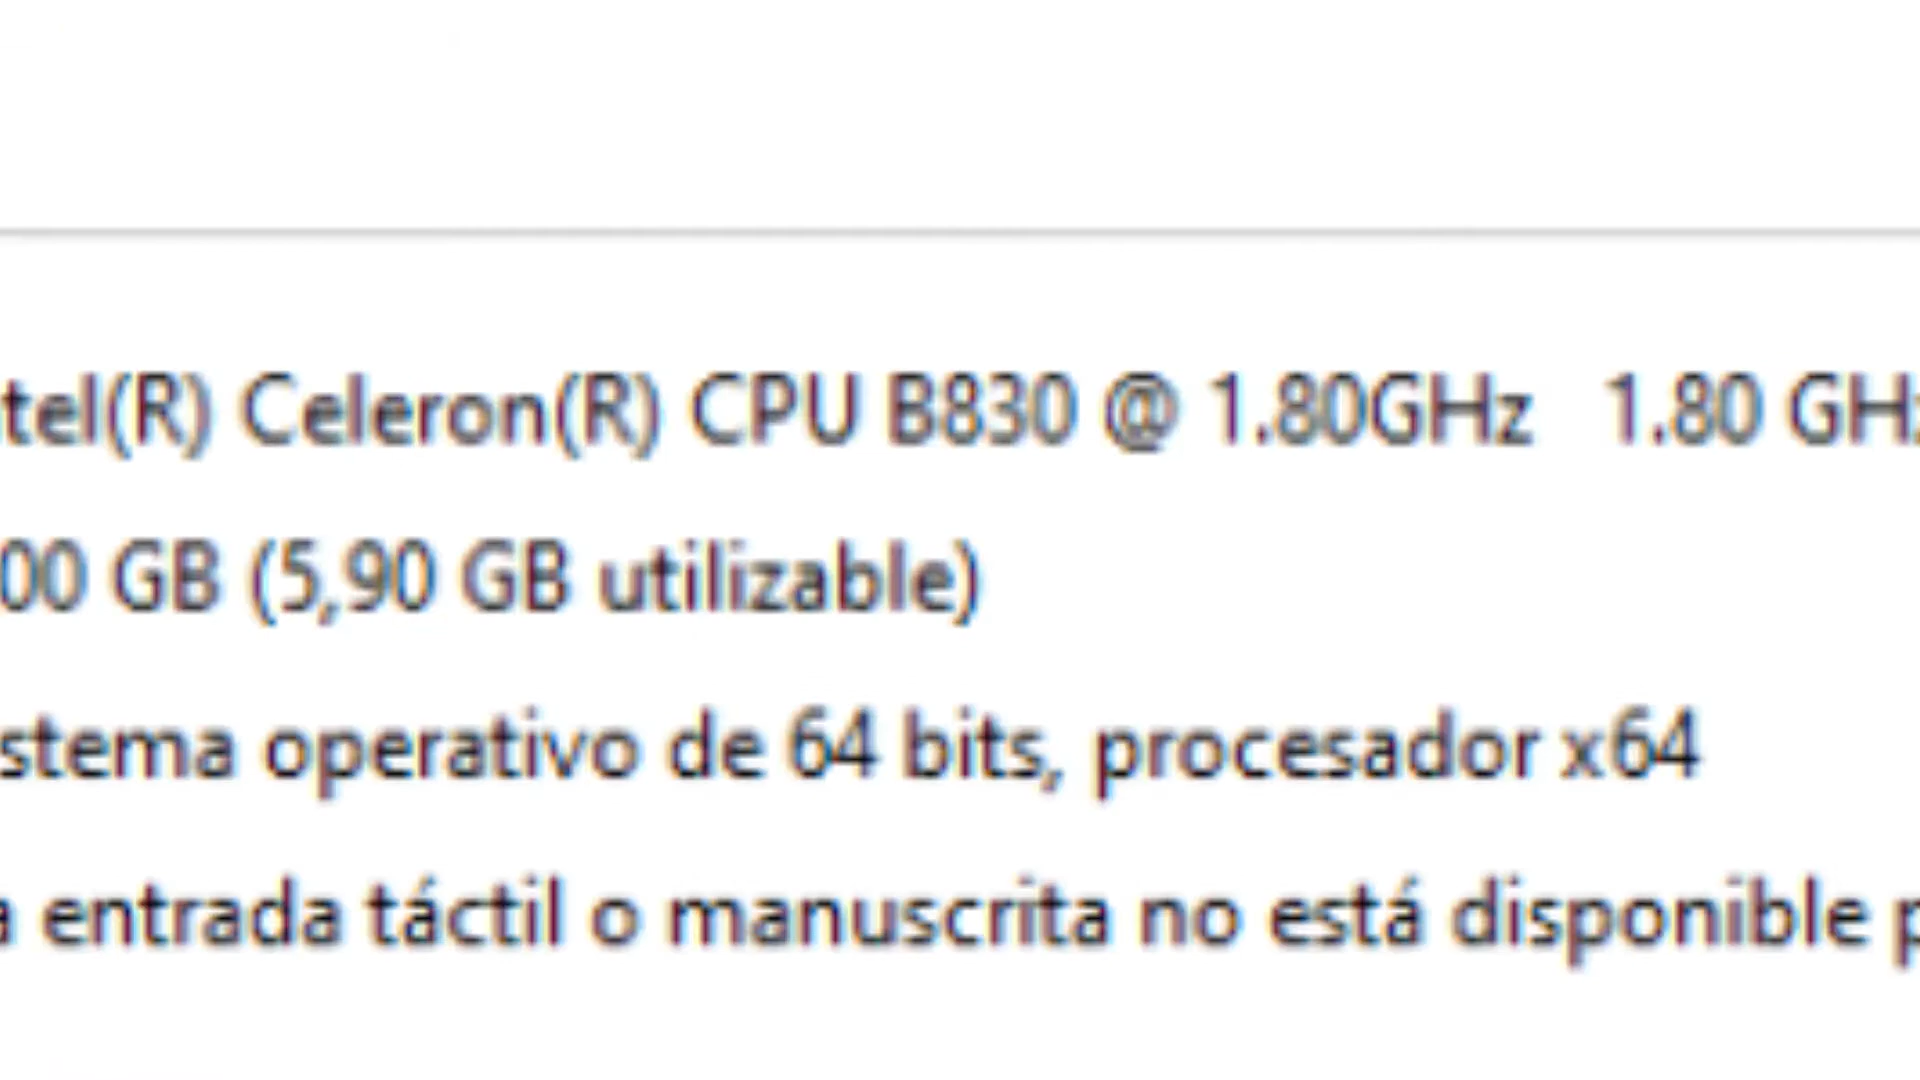 tel(R) Celeron(R) CPU B830 @ 1.80GHz 1.80 GHz
00 GB (5,90 GB utilizable)
stema operativo de 64 bits, procesador x64
a entrada táctil o manuscrita no está disponible p